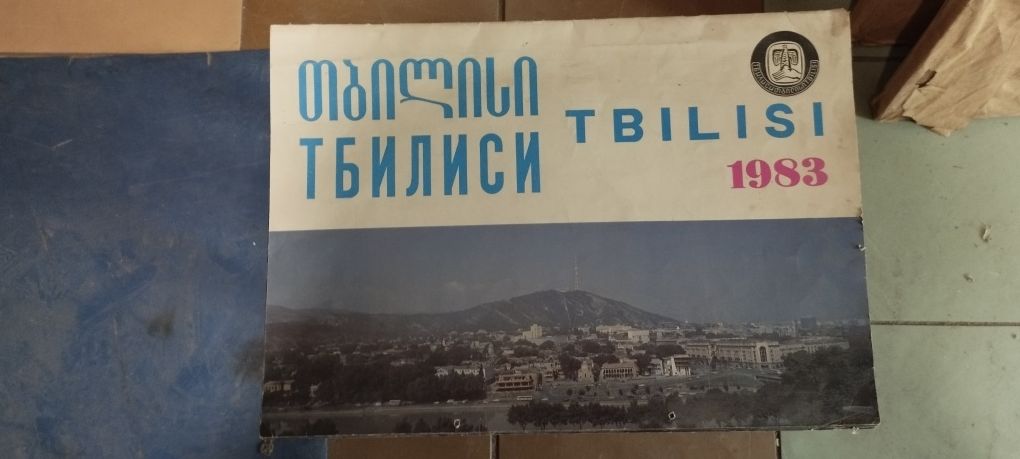 თბილისი
ТБИЛИСИ
TBILISI
1983